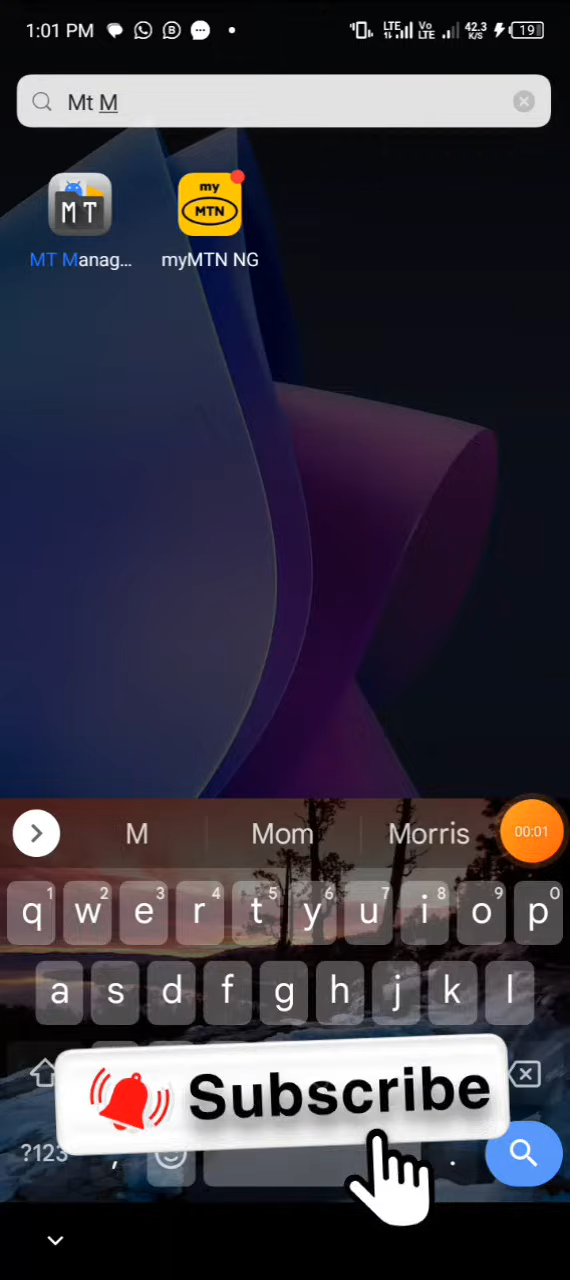 1:01 PM LTE Vo LTE 42.3 K/S 19
Mt M
MT
my
MTN
MT Manag...
myMTN NG
M Mom Morris 00:01
1 2 3 4 5 6 7 8 9 0
q w e r t y u i o p
a s d f g h j k l
Subscribe
?123 , .